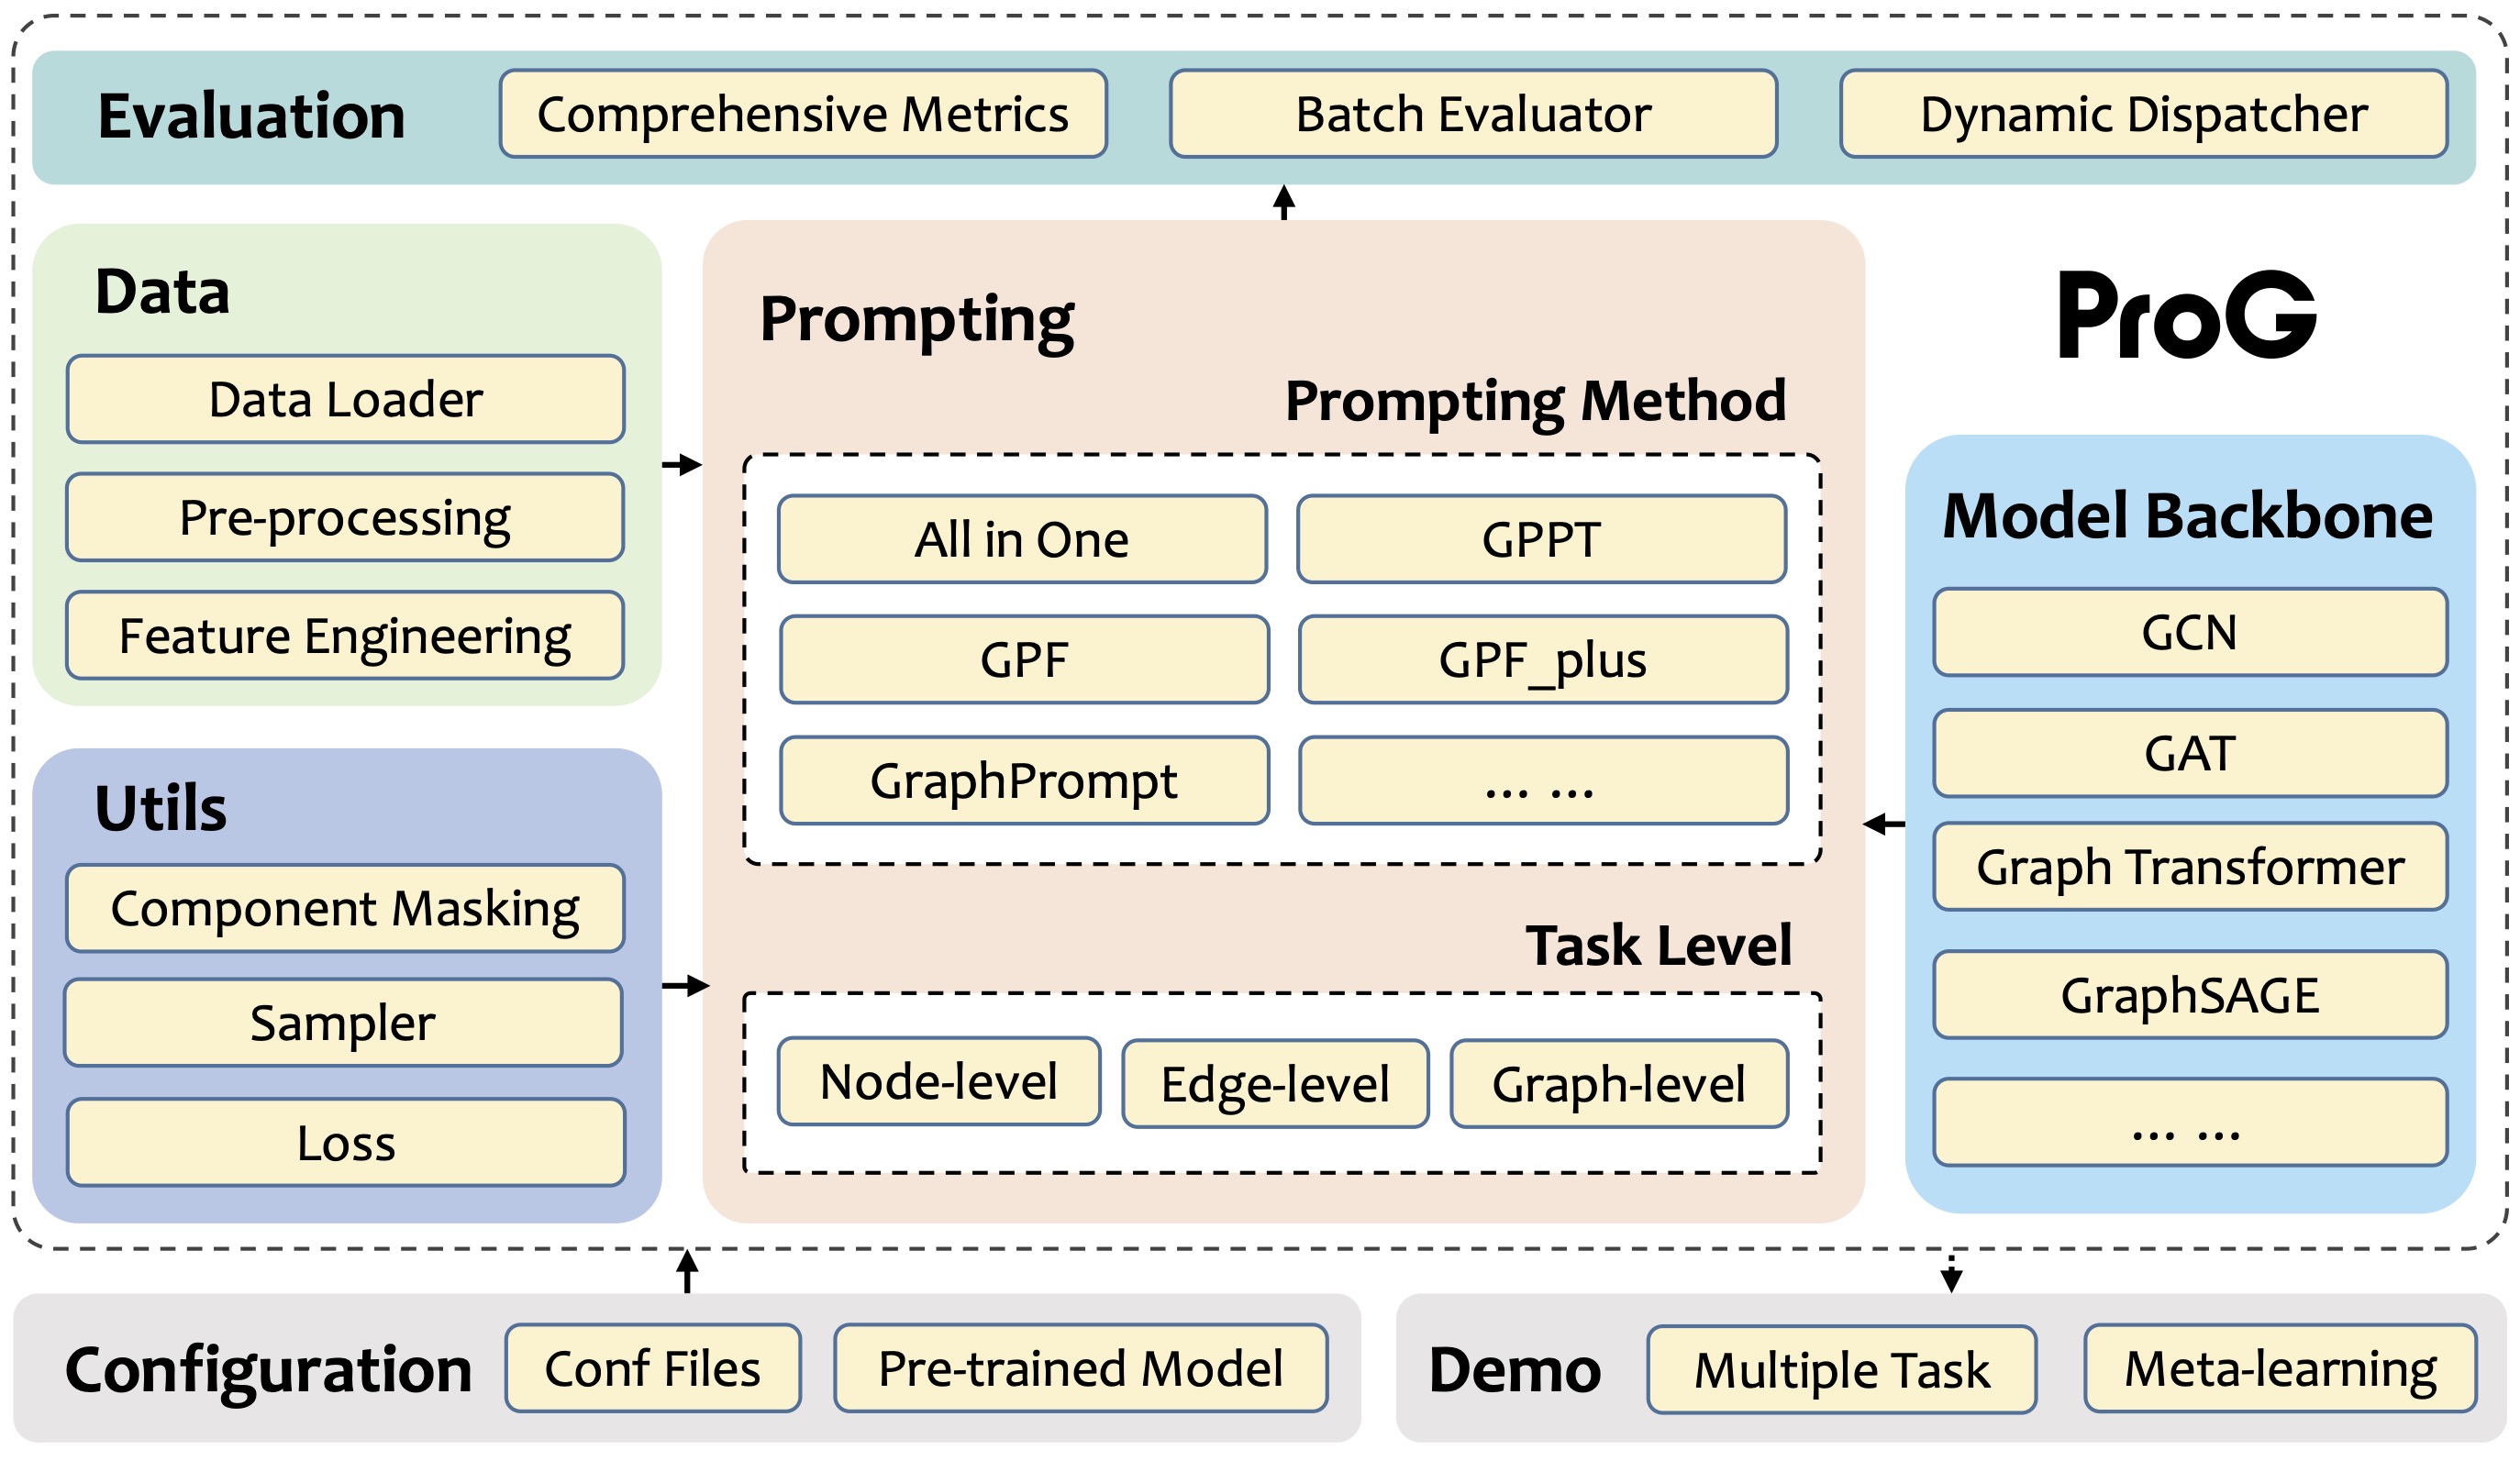 Evaluation
Comprehensive Metrics
Batch Evaluator
Dynamic Dispatcher
Data
Data Loader
Pre-processing
Feature Engineering
Utils
Component Masking
Sampler
Loss
Prompting
Prompting Method
All in One
GPPT
GPF
GPF_plus
GraphPrompt
... ...
Task Level
Node-level
Edge-level
Graph-level
ProG
Model Backbone
GCN
GAT
Graph Transformer
GraphSAGE
... ...
Configuration
Conf Files
Pre-trained Model
Demo
Multiple Task
Meta-learning